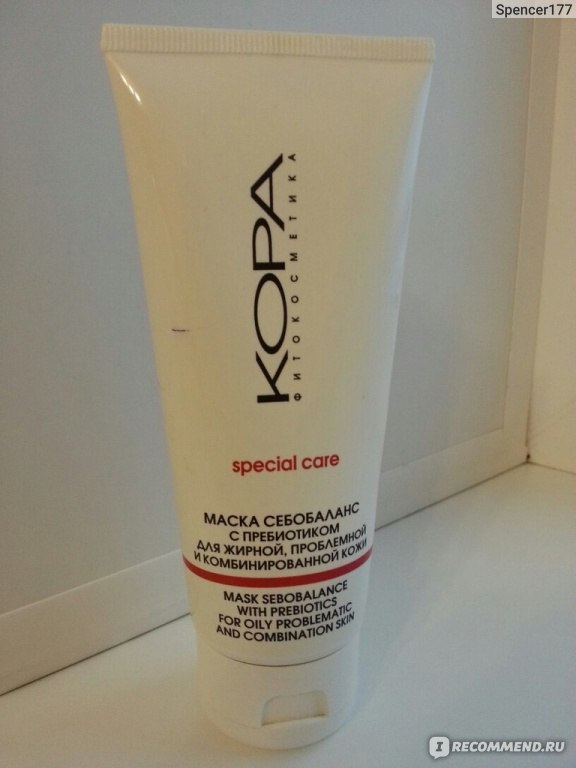 Spencer177
КОРА
ФИТОКОСМЕТИКА
special care
МАСКА СЕБОБАЛАНС
С ПРЕБИОТИКОМ
ДЛЯ ЖИРНОЙ, ПРОБЛЕМНОЙ
И КОМБИНИРОВАННОЙ КОЖИ
MASK SEBOBALANCE
WITH PREBIOTICS
FOR OILY PROBLEMATIC
AND COMBINATION SKIN
IRECOMMEND.RU